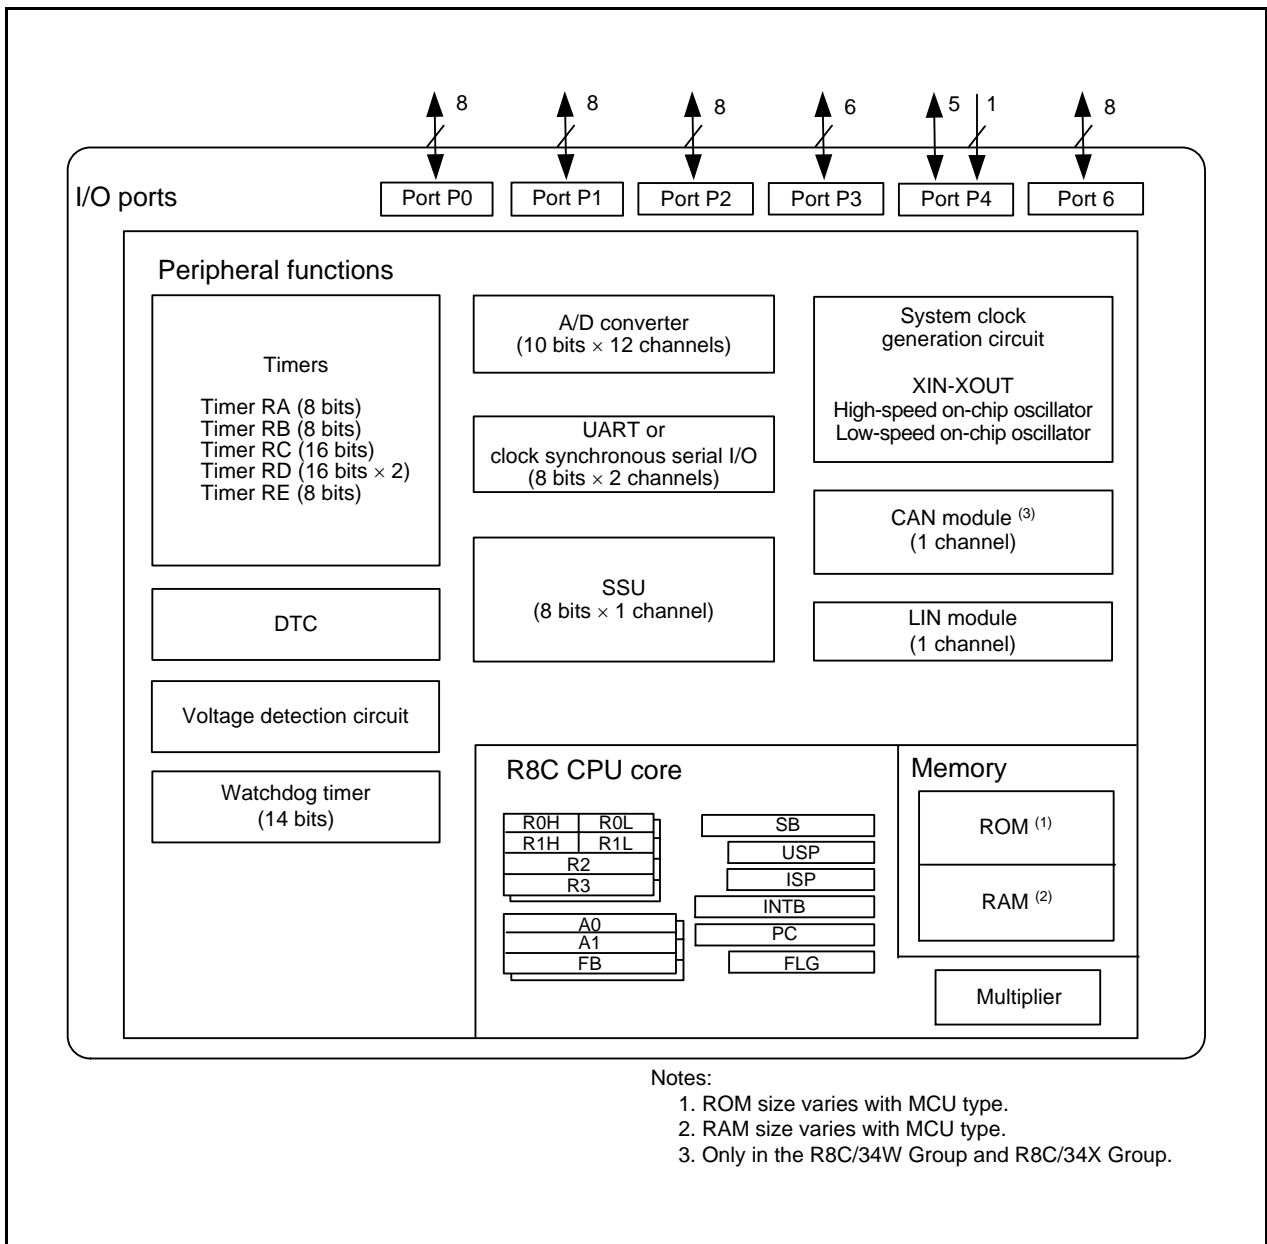 8 8 8 6 5 1 8
I/O ports
Port P0 Port P1 Port P2 Port P3 Port P4 Port 6
Peripheral functions
Timers
Timer RA (8 bits)
Timer RB (8 bits)
Timer RC (16 bits)
Timer RD (16 bits × 2)
Timer RE (8 bits)
DTC
Voltage detection circuit
Watchdog timer
(14 bits)
A/D converter
(10 bits × 12 channels)
UART or
clock synchronous serial I/O
(8 bits × 2 channels)
SSU
(8 bits × 1 channel)
System clock
generation circuit
XIN-XOUT
High-speed on-chip oscillator
Low-speed on-chip oscillator
CAN module (3)
(1 channel)
LIN module
(1 channel)
R8C CPU core
R0H R0L
R1H R1L
R2
R3
A0
A1
FB
SB
USP
ISP
INTB
PC
FLG
Memory
ROM (1)
RAM (2)
Multiplier
Notes:
1. ROM size varies with MCU type.
2. RAM size varies with MCU type.
3. Only in the R8C/34W Group and R8C/34X Group.